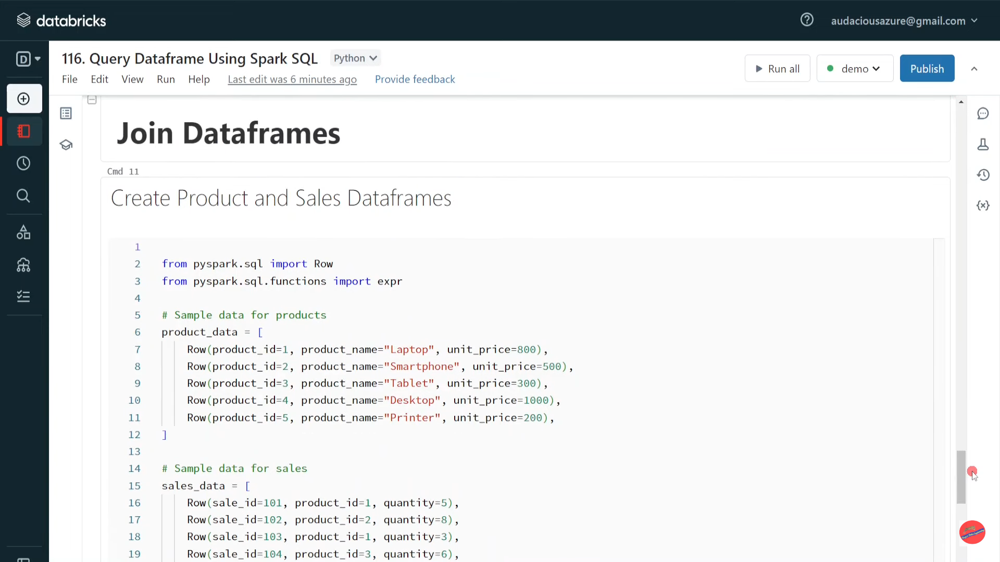 databricks
audaciousazure@gmail.com
116. Query Dataframe Using Spark SQL
Python
File Edit View Run Help Last edit was 6 minutes ago Provide feedback
Run all
demo
Publish
Join Dataframes
Cmd 11
Create Product and Sales Dataframes
1
2 from pyspark.sql import Row
3 from pyspark.sql.functions import expr
4
5 # Sample data for products
6 product_data = [
7 Row(product_id=1, product_name="Laptop", unit_price=800),
8 Row(product_id=2, product_name="Smartphone", unit_price=500),
9 Row(product_id=3, product_name="Tablet", unit_price=300),
10 Row(product_id=4, product_name="Desktop", unit_price=1000),
11 Row(product_id=5, product_name="Printer", unit_price=200),
12 ]
13
14 # Sample data for sales
15 sales_data = [
16 Row(sale_id=101, product_id=1, quantity=5),
17 Row(sale_id=102, product_id=2, quantity=8),
18 Row(sale_id=103, product_id=1, quantity=3),
19 Row(sale_id=104, product_id=3, quantity=6),